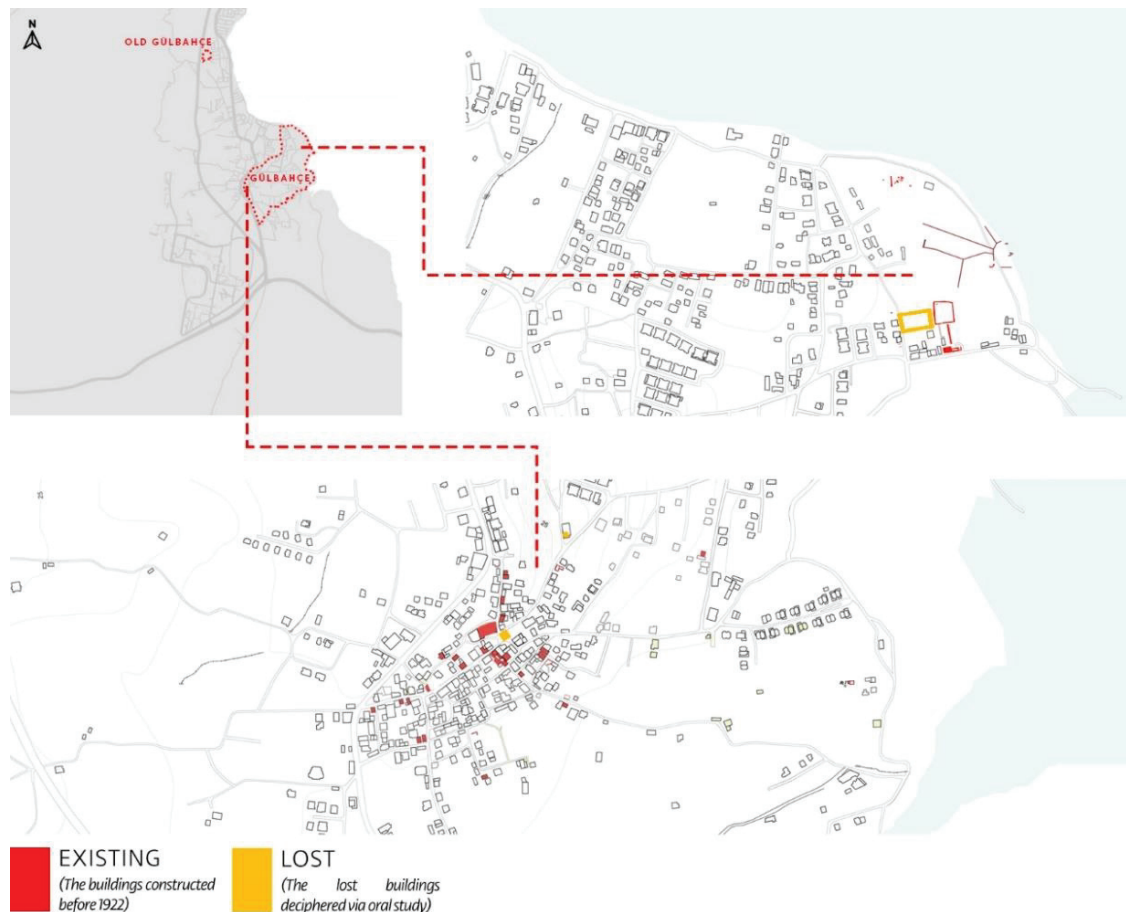 N
OLD GÜLBAHÇE
GÜLBAHÇE
EXISTING
(The buildings constructed
before 1922)
LOST
(The lost buildings
deciphered via oral study)